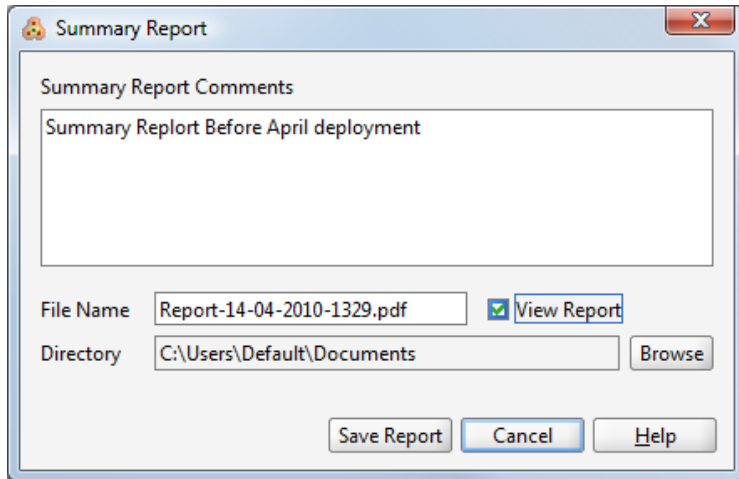 Summary Report
Summary Report Comments
Summary Replort Before April deployment
File Name Report-14-04-2010-1329.pdf View Report
Directory C:\Users\Default\Documents Browse
Save Report Cancel Help